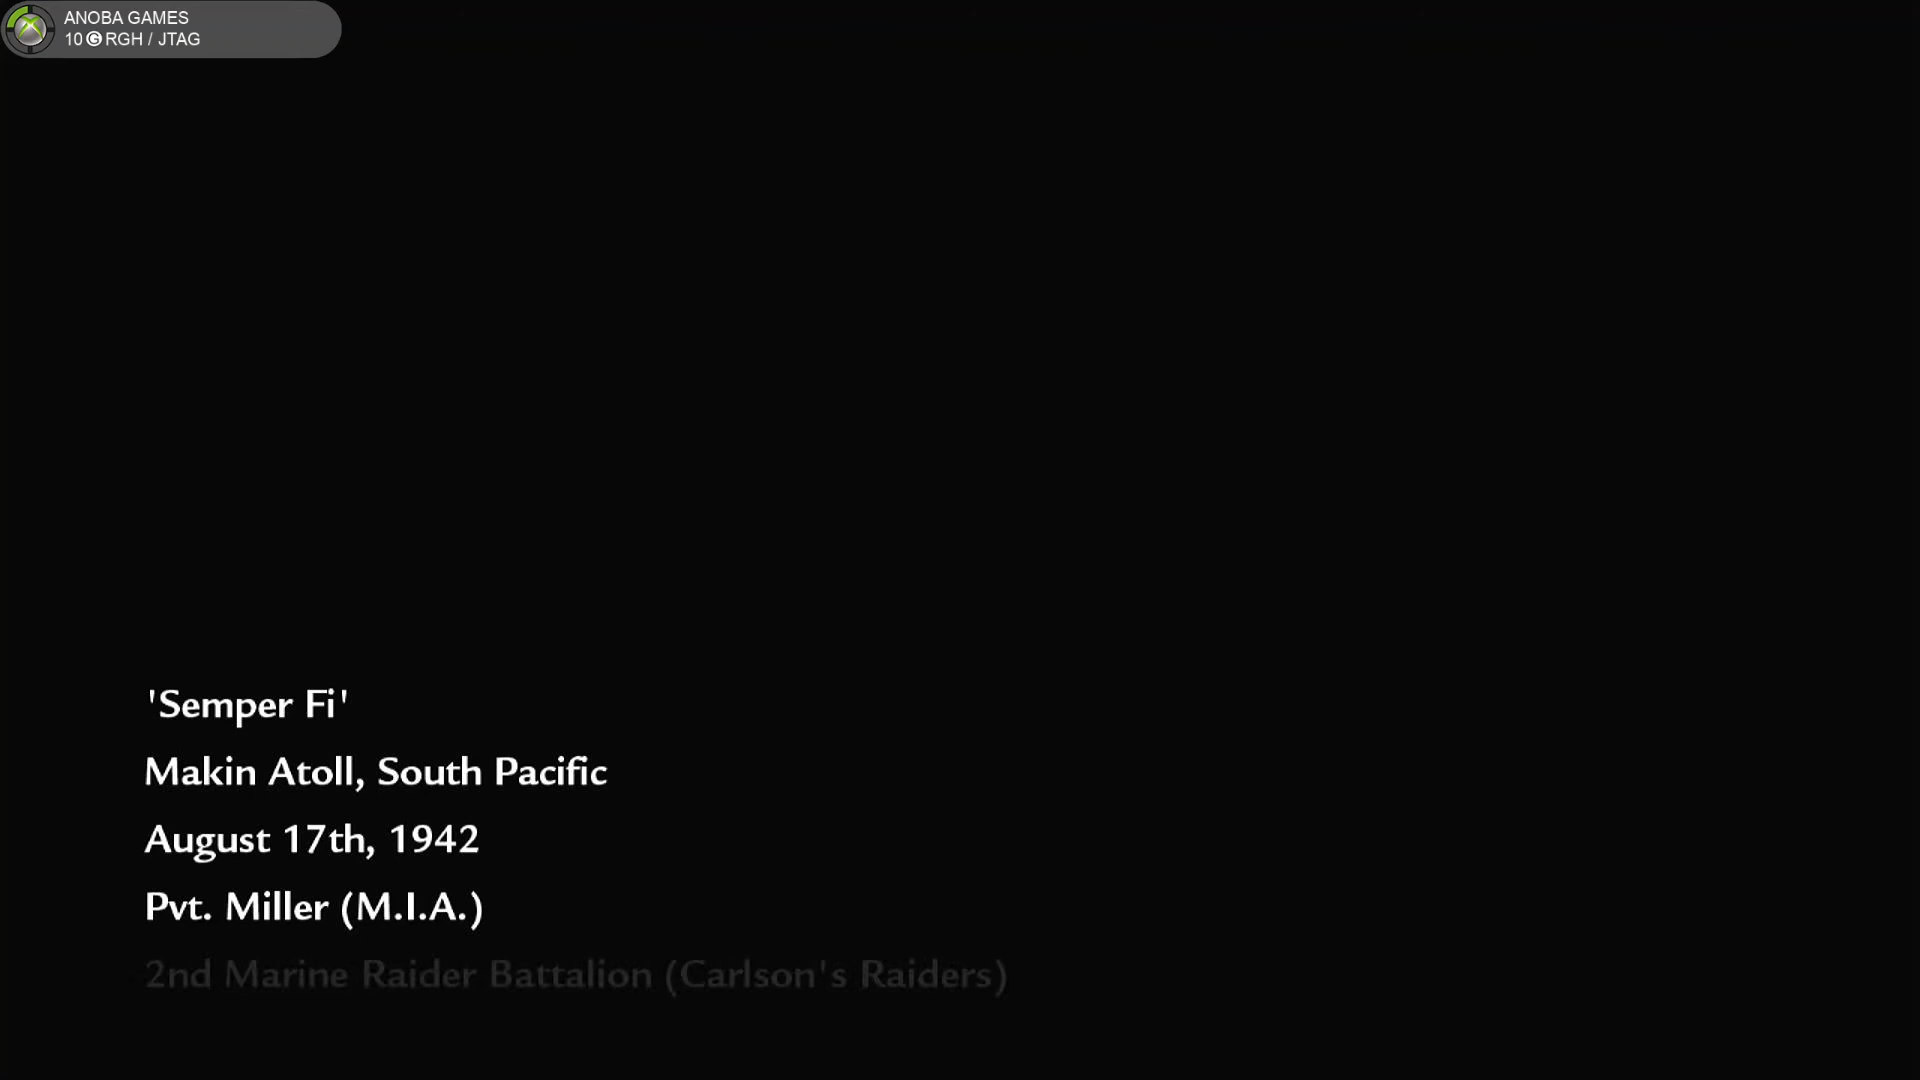 ANOBA GAMES
10 G RGH / JTAG
'Semper Fi'
Makin Atoll, South Pacific
August 17th, 1942
Pvt. Miller (M.I.A.)
2nd Marine Raider Battalion (Carlson's Raiders)